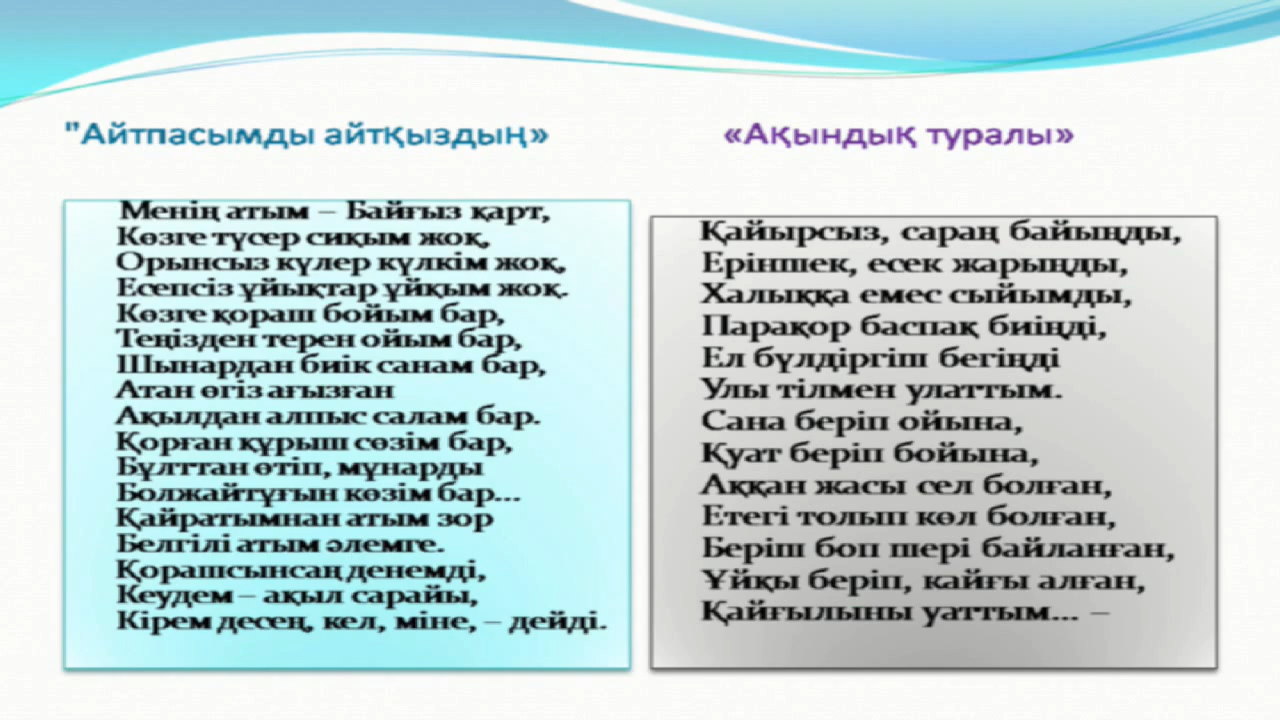 "Айтпасымды айтқыздың»
Менің атым – Байғыз қарт,
Көзге түсер сиқым жоқ,
Орынсыз күлер күлкім жоқ,
Есепсіз ұйықтар ұйқым жоқ.
Көзге қораш бойым бар,
Теңізден терен ойым бар,
Шынардан биік санам бар,
Атан өгіз ағызған
Ақылдан алпыс салам бар.
Қорған құрыш сөзім бар,
Бұлттан өтіп, мұнарды
Болжайтұғын көзім бар...
Қайратымнан атым зор
Белгілі атым әлемге.
Қорашсынсаң денемді,
Кеудем – ақыл сарайы,
Кірем десең, кел, міне, – дейді.
«Ақындық туралы»
Қайырсыз, сараң байыңды,
Еріншек, есек жарыңды,
Халыққа емес сыйымды,
Парақор баспақ биіңді,
Ел бүлдіргіш бегіңді
Улы тілмен улаттым.
Сана беріп ойына,
Қуат беріп бойына,
Аққан жасы сел болған,
Етегі толып көл болған,
Беріш боп шері байланған,
Ұйқы беріп, кайғы алған,
Қайғылыны уаттым... –